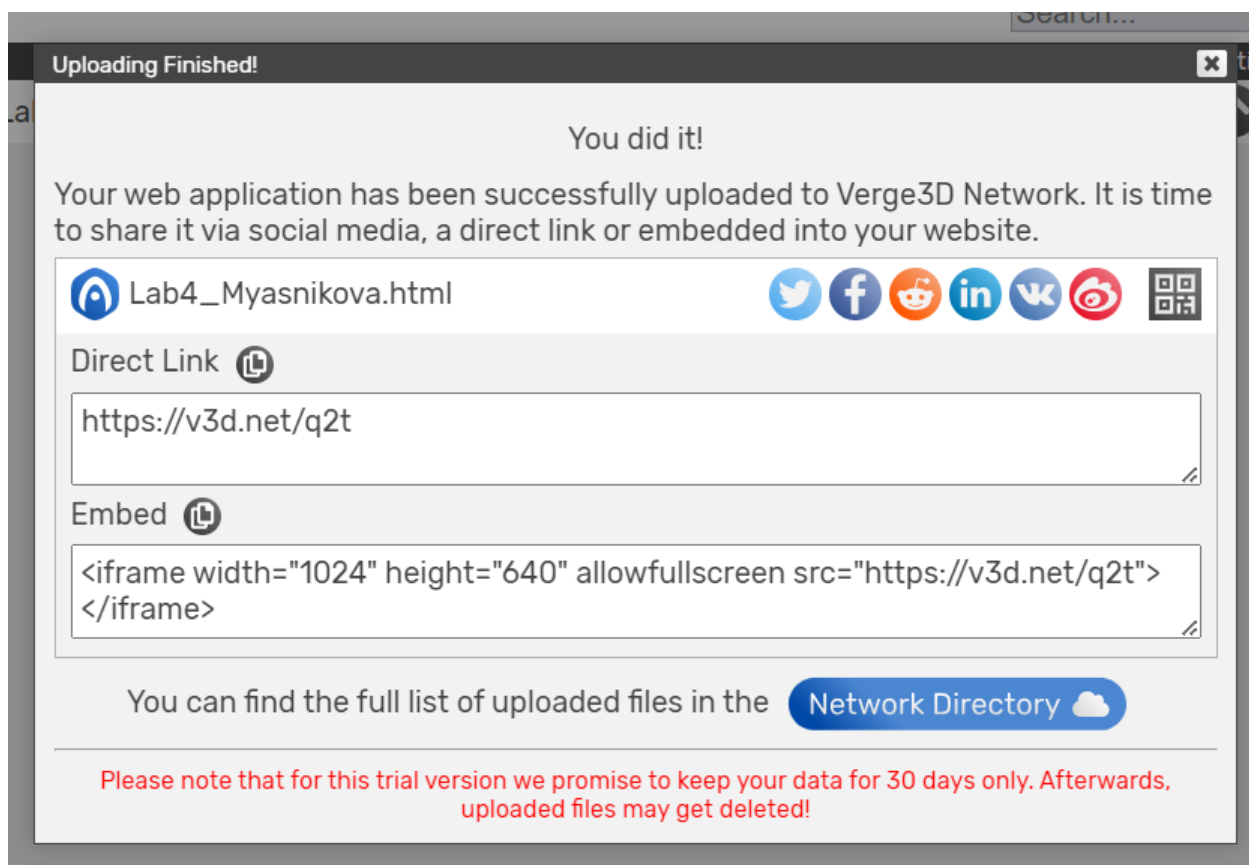 Search...
Uploading Finished!
You did it!
Your web application has been successfully uploaded to Verge3D Network. It is time
to share it via social media, a direct link or embedded into your website.
Lab4_Myasnikova.html
Direct Link
https://v3d.net/q2t
Embed
<iframe width="1024" height="640" allowfullscreen src="https://v3d.net/q2t">
</iframe>
You can find the full list of uploaded files in the Network Directory
Please note that for this trial version we promise to keep your data for 30 days only. Afterwards,
uploaded files may get deleted!